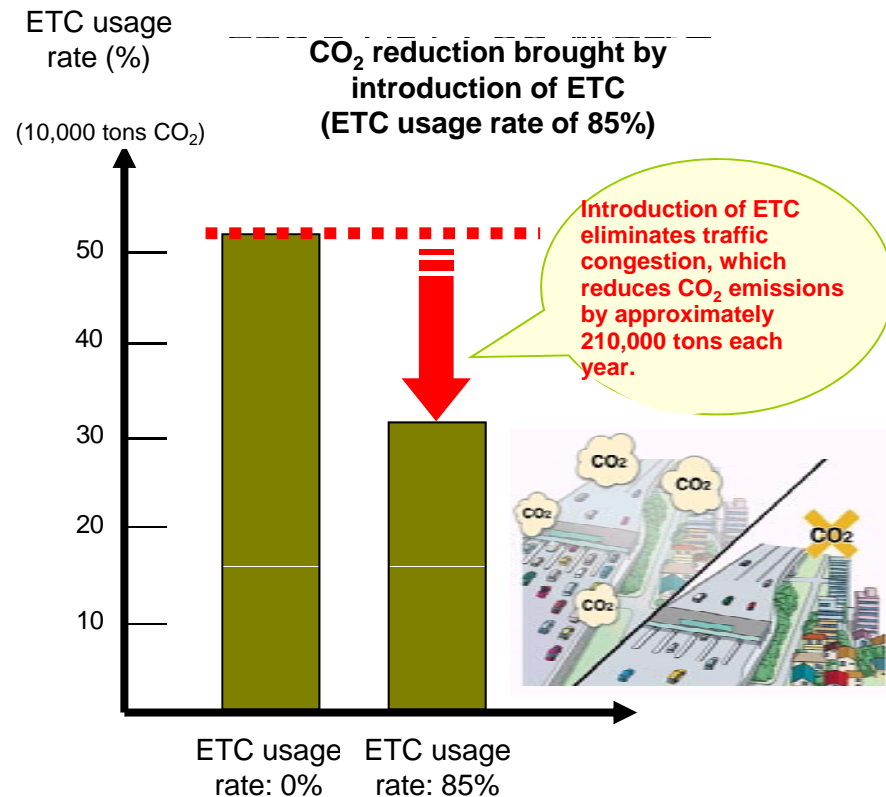 ETC usage
rate (%)
CO₂ reduction brought by
introduction of ETC
(ETC usage rate of 85%)
(10,000 tons CO₂)
Introduction of ETC
eliminates traffic
congestion, which
reduces CO₂ emissions
by approximately
210,000 tons each
year.
50
40
30
20
10
CO₂
CO₂
CO₂
CO₂
CO₂
ETC usage
rate: 0%
ETC usage
rate: 85%